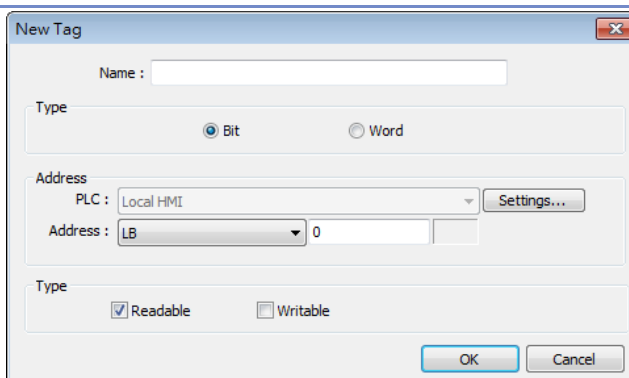 New Tag
Name :
Type
Bit Word
Address
PLC : Local HMI Settings...
Address : LB 0
Type
Readable Writable
OK Cancel